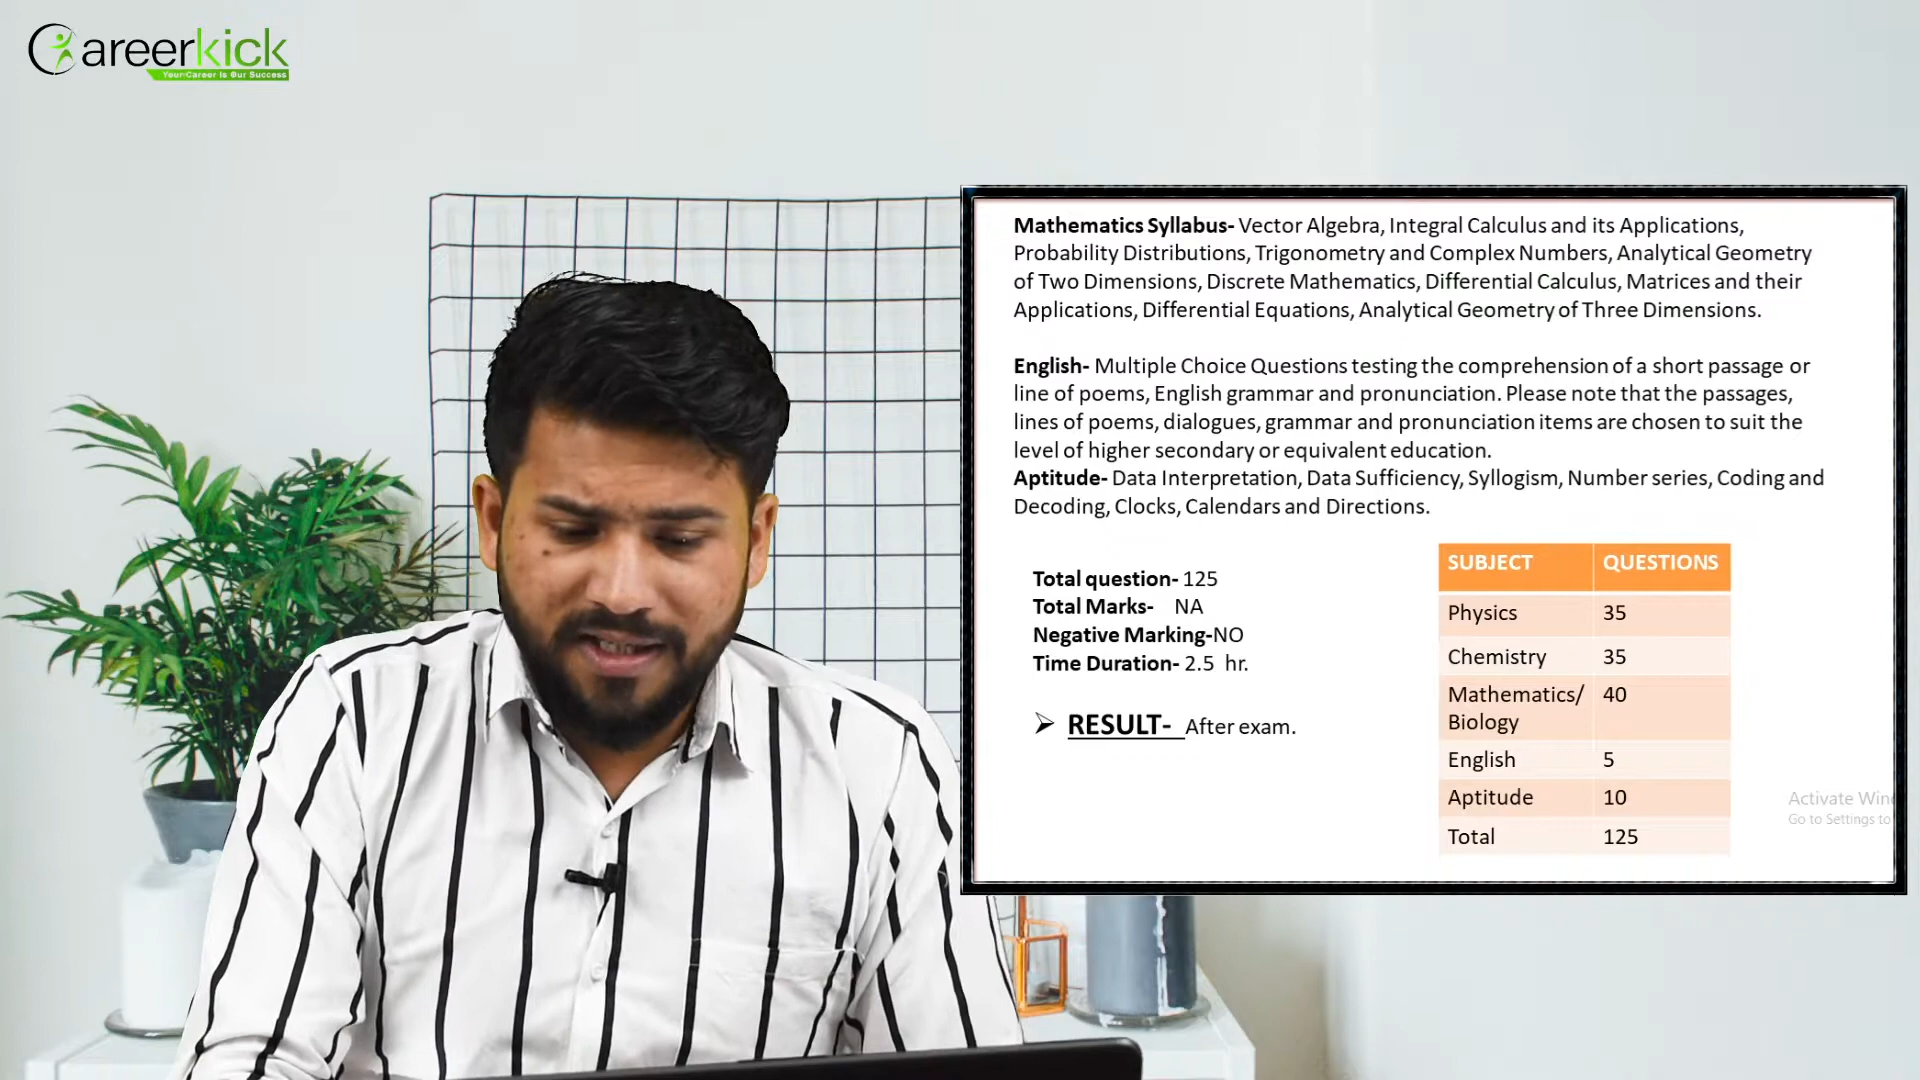 Careerkick
Your Career Is Our Success
Mathematics Syllabus- Vector Algebra, Integral Calculus and its Applications,
Probability Distributions, Trigonometry and Complex Numbers, Analytical Geometry
of Two Dimensions, Discrete Mathematics, Differential Calculus, Matrices and their
Applications, Differential Equations, Analytical Geometry of Three Dimensions.
English- Multiple Choice Questions testing the comprehension of a short passage or
line of poems, English grammar and pronunciation. Please note that the passages,
lines of poems, dialogues, grammar and pronunciation items are chosen to suit the
level of higher secondary or equivalent education.
Aptitude- Data Interpretation, Data Sufficiency, Syllogism, Number series, Coding and
Decoding, Clocks, Calendars and Directions.
Total question- 125
Total Marks- NA
Negative Marking-NO
Time Duration- 2.5 hr.
➢ RESULT- After exam.
SUBJECT QUESTIONS
Physics 35
Chemistry 35
Mathematics/ 40
Biology
English 5
Aptitude 10
Total 125
Activate Win
Go to Settings to